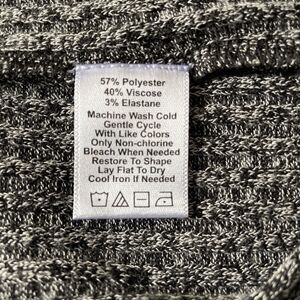 57% Polyester
40% Viscose
3% Elastane
Machine Wash Cold
Gentle Cycle
With Like Colors
Only Non-chlorine
Bleach When Needed
Restore To Shape
Lay Flat To Dry
Cool Iron If Needed